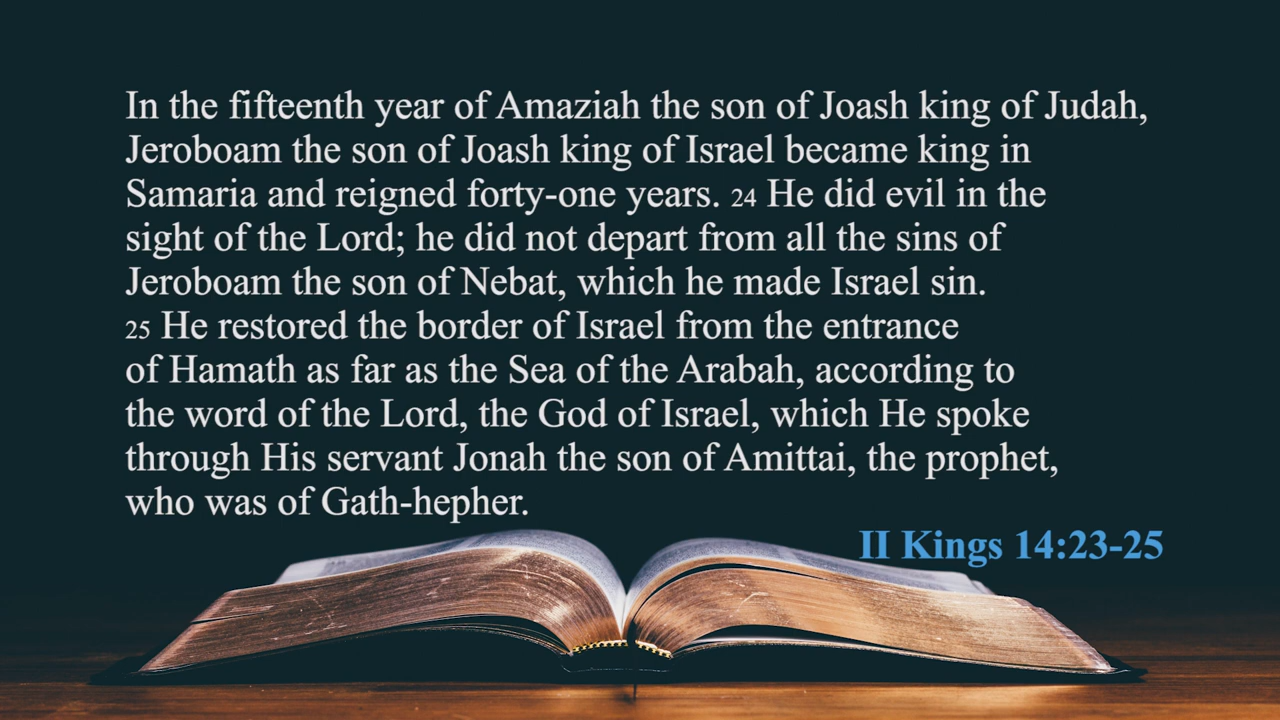 In the fifteenth year of Amaziah the son of Joash king of Judah,
Jeroboam the son of Joash king of Israel became king in
Samaria and reigned forty-one years. 24 He did evil in the
sight of the Lord; he did not depart from all the sins of
Jeroboam the son of Nebat, which he made Israel sin.
25 He restored the border of Israel from the entrance
of Hamath as far as the Sea of the Arabah, according to
the word of the Lord, the God of Israel, which He spoke
through His servant Jonah the son of Amittai, the prophet,
who was of Gath-hepher.
II Kings 14:23-25